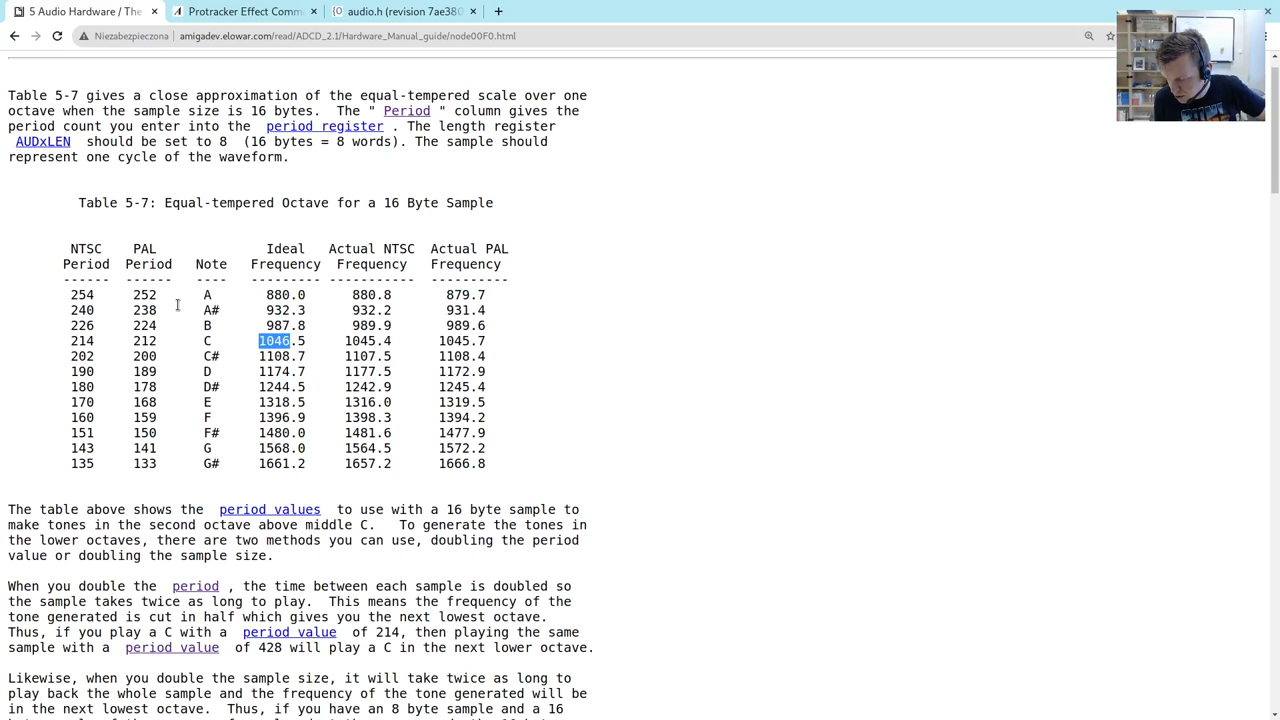 5 Audio Hardware / The
Protracker Effect Comm
audio.h (revision 7ae380
Niezabezpieczona
amigadev.elowar.com/read/ADCD_2.1/Hardware_Manual_guide/node00F0.html
Table 5-7 gives a close approximation of the equal-tempered scale over one
octave when the sample size is 16 bytes. The " Period " column gives the
period count you enter into the period register . The length register
AUDxLEN should be set to 8 (16 bytes = 8 words). The sample should
represent one cycle of the waveform.
Table 5-7: Equal-tempered Octave for a 16 Byte Sample
NTSC PAL Ideal Actual NTSC Actual PAL
Period Period Note Frequency Frequency Frequency
------ ------ ---- --------- ----------- ----------
254 252 A 880.0 880.8 879.7
240 238 A# 932.3 932.2 931.4
226 224 B 987.8 989.9 989.6
214 212 C 1046.5 1045.4 1045.7
202 200 C# 1108.7 1107.5 1108.4
190 189 D 1174.7 1177.5 1172.9
180 178 D# 1244.5 1242.9 1245.4
170 168 E 1318.5 1316.0 1319.5
160 159 F 1396.9 1398.3 1394.2
151 150 F# 1480.0 1481.6 1477.9
143 141 G 1568.0 1564.5 1572.2
135 133 G# 1661.2 1657.2 1666.8
The table above shows the period values to use with a 16 byte sample to
make tones in the second octave above middle C. To generate the tones in
the lower octaves, there are two methods you can use, doubling the period
value or doubling the sample size.
When you double the period , the time between each sample is doubled so
the sample takes twice as long to play. This means the frequency of the
tone generated is cut in half which gives you the next lowest octave.
Thus, if you play a C with a period value of 214, then playing the same
sample with a period value of 428 will play a C in the next lower octave.
Likewise, when you double the sample size, it will take twice as long to
play back the whole sample and the frequency of the tone generated will be
in the next lowest octave. Thus, if you have an 8 byte sample and a 16